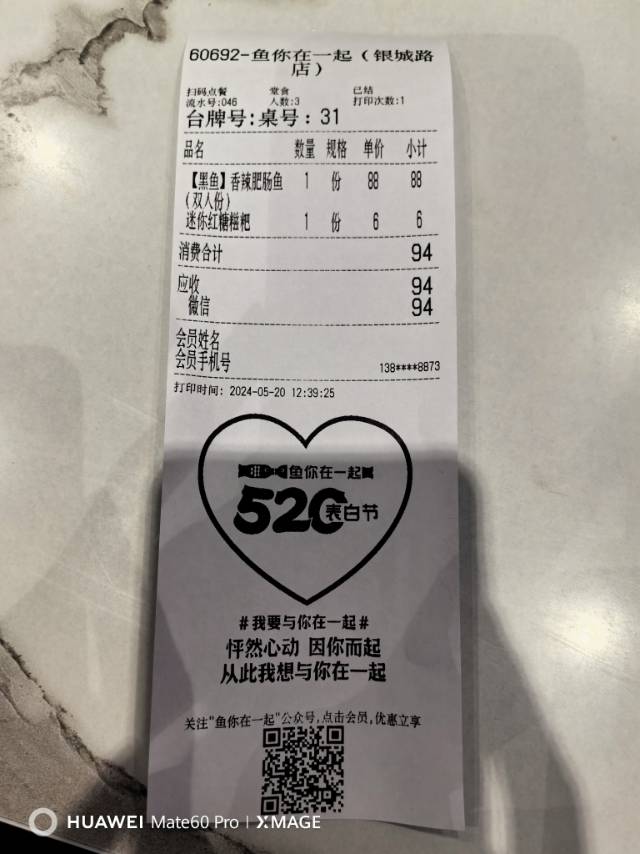 60692-鱼你在一起（银城路
店）
扫码点餐 堂食 已结
流水号:046 人数:3 打印次数:1
台牌号:桌号：31
品名 数量 规格 单价 小计
【黑鱼】香辣肥肠鱼 1 份 88 88
(双人份)
迷你红糖糍粑 1 份 6 6
消费合计 94
应收 94
微信 94
会员姓名
会员手机号 138****8873
打印时间: 2024-05-20 12:39:25
鱼你在一起
520表白节
#我要与你在一起#
怦然心动 因你而起
从此我想与你在一起
关注"鱼你在一起"公众号,点击会员,优惠立享
HUAWEI Mate60 Pro | XMAGE